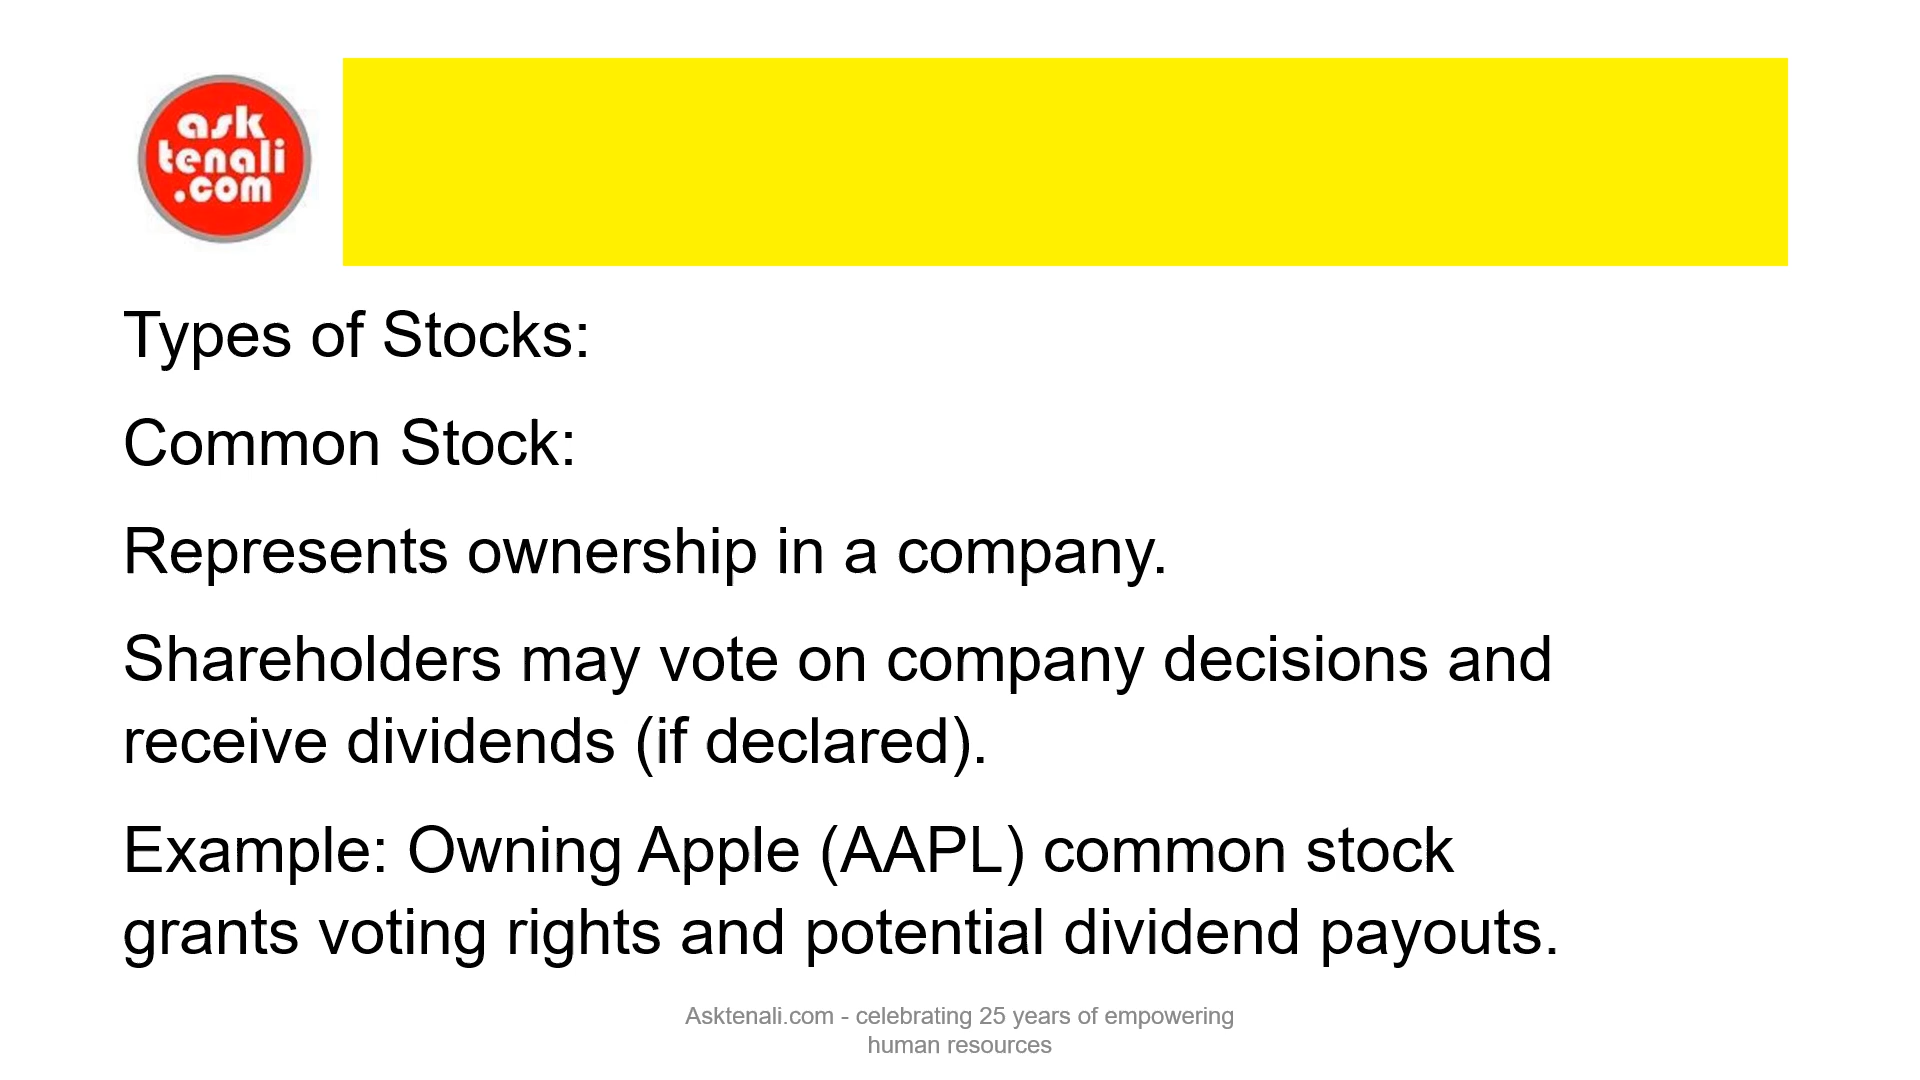 ask
tenali
.com
Types of Stocks:
Common Stock:
Represents ownership in a company.
Shareholders may vote on company decisions and
receive dividends (if declared).
Example: Owning Apple (AAPL) common stock
grants voting rights and potential dividend payouts.
Asktenali.com - celebrating 25 years of empowering
human resources